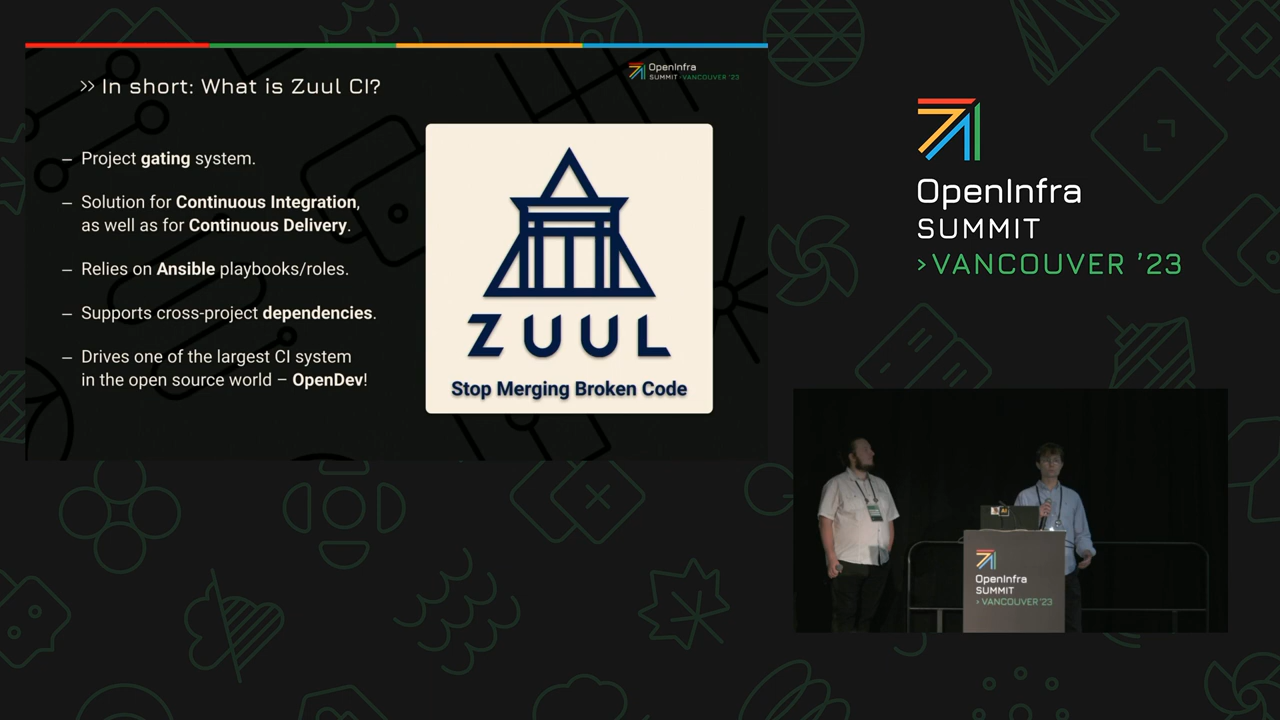 » In short: What is Zuul CI?
OpenInfra
SUMMIT ›VANCOUVER '23
– Project gating system.
– Solution for Continuous Integration,
as well as for Continuous Delivery.
– Relies on Ansible playbooks/roles.
– Supports cross-project dependencies.
– Drives one of the largest CI system
in the open source world – OpenDev!
ZUUL
Stop Merging Broken Code
OpenInfra
SUMMIT
›VANCOUVER '23
OpenInfra
SUMMIT
›VANCOUVER '23